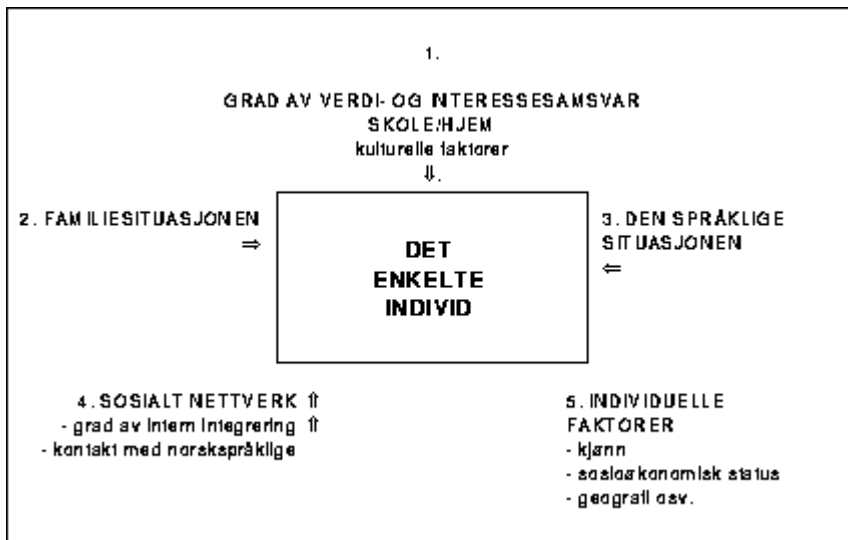 1.
GRAD AV VERDI- OG INTERESSESAMSVAR
SKOLE/HJEM
kulturelle faktorer
⇓.
2. FAMILIESITUASJONEN
⇒
DET
ENKELTE
INDIVID
3. DEN SPRÅKLIGE
SITUASJONEN
⇐
4. SOSIALT NETTVERK ⇑
- grad av intern integrering ⇑
- kontakt med norskspråklige
5. INDIVIDUELLE
FAKTORER
- kjønn
- sosioøkonomisk status
- geografi osv.